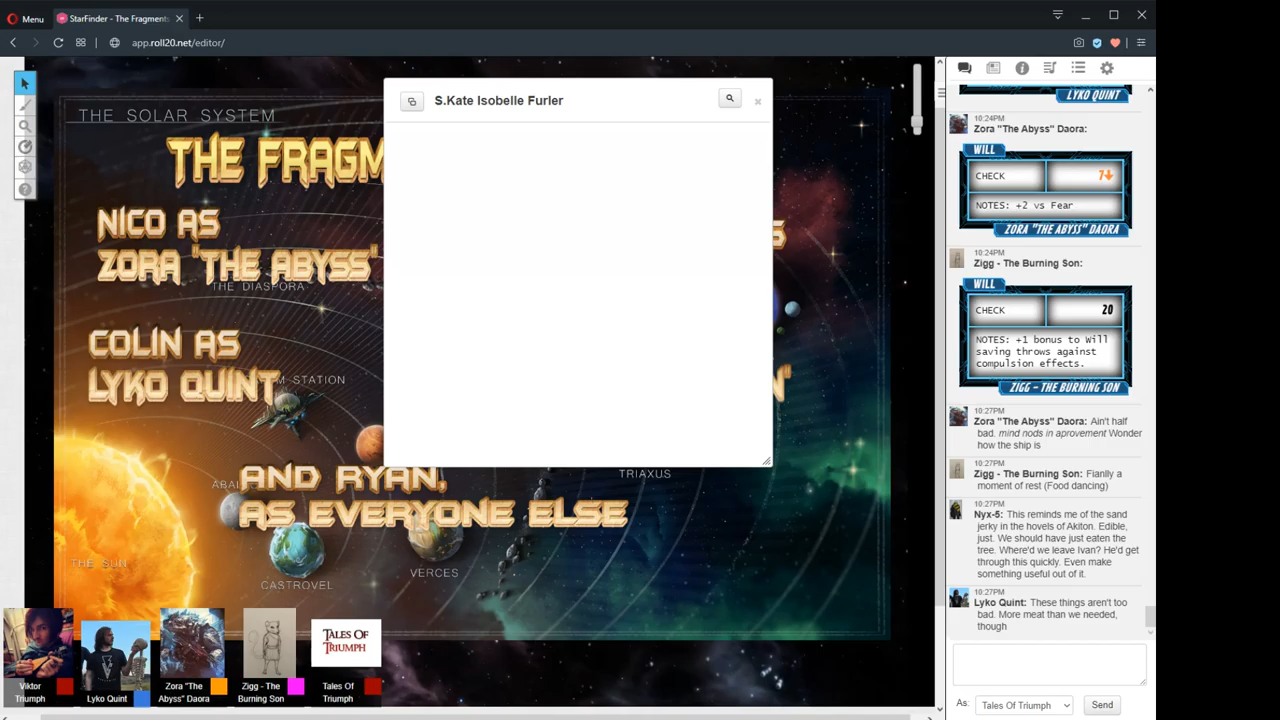 Menu
StarFinder - The Fragments
app.roll20.net/editor/
THE SOLAR SYSTEM
THE FRAGM
NICO AS
ZORA "THE ABYSS"
THE DIASPORA
COLIN AS
LYKO QUINT
M STATION
AND RYAN,
AS EVERYONE ELSE
TRIAXUS
THE SUN
CASTROVEL
VERCES
S.Kate Isobelle Furler
Viktor
Triumph
Lyko Quint
Zora "The
Abyss" Daora
Zigg - The
Burning Son
TALES OF
TRIUMPH
Tales Of
Triumph
LYKO QUINT
10:24PM
Zora "The Abyss" Daora:
WILL
CHECK
7
NOTES: +2 vs Fear
ZORA "THE ABYSS" DAORA
10:24PM
Zigg - The Burning Son:
WILL
CHECK
20
NOTES: +1 bonus to Will
saving throws against
compulsion effects.
ZIGG - THE BURNING SON
10:27PM
Zora "The Abyss" Daora: Ain't half
bad. mind nods in aprovement Wonder
how the ship is
10:27PM
Zigg - The Burning Son: Fianlly a
moment of rest (Food dancing)
10:27PM
Nyx-5: This reminds me of the sand
jerky in the hovels of Akiton. Edible,
just. We should have just eaten the
tree. Where'd we leave Ivan? He'd get
through this quickly. Even make
something useful out of it.
10:27PM
Lyko Quint: These things aren't too
bad. More meat than we needed,
though
As:
Tales Of Triumph
Send